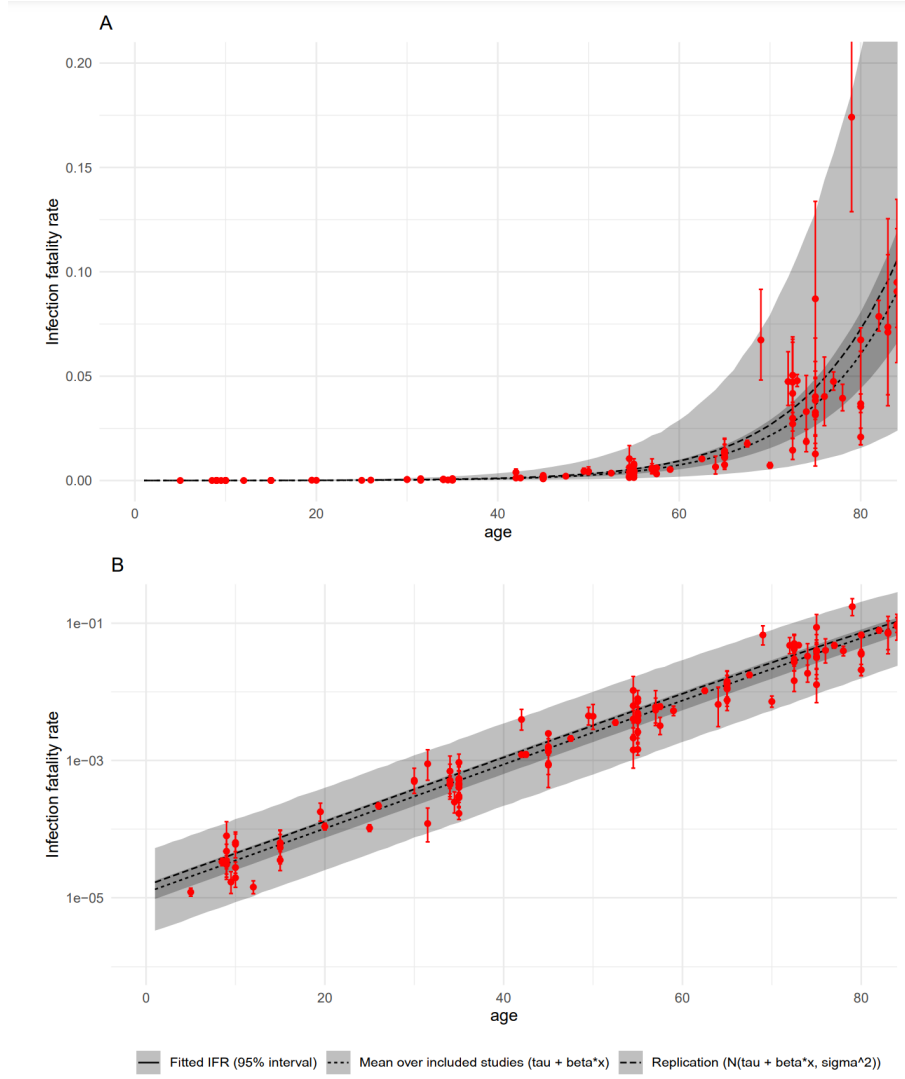 A
0.20
0.15
0.10
0.05
0.00
Infection fatality rate
0 20 40 60 80
age
B
1e-01
1e-03
1e-05
Infection fatality rate
0 20 40 60 80
age
Fitted IFR (95% interval) Mean over included studies (tau + beta*x) Replication (N(tau + beta*x, sigma^2))